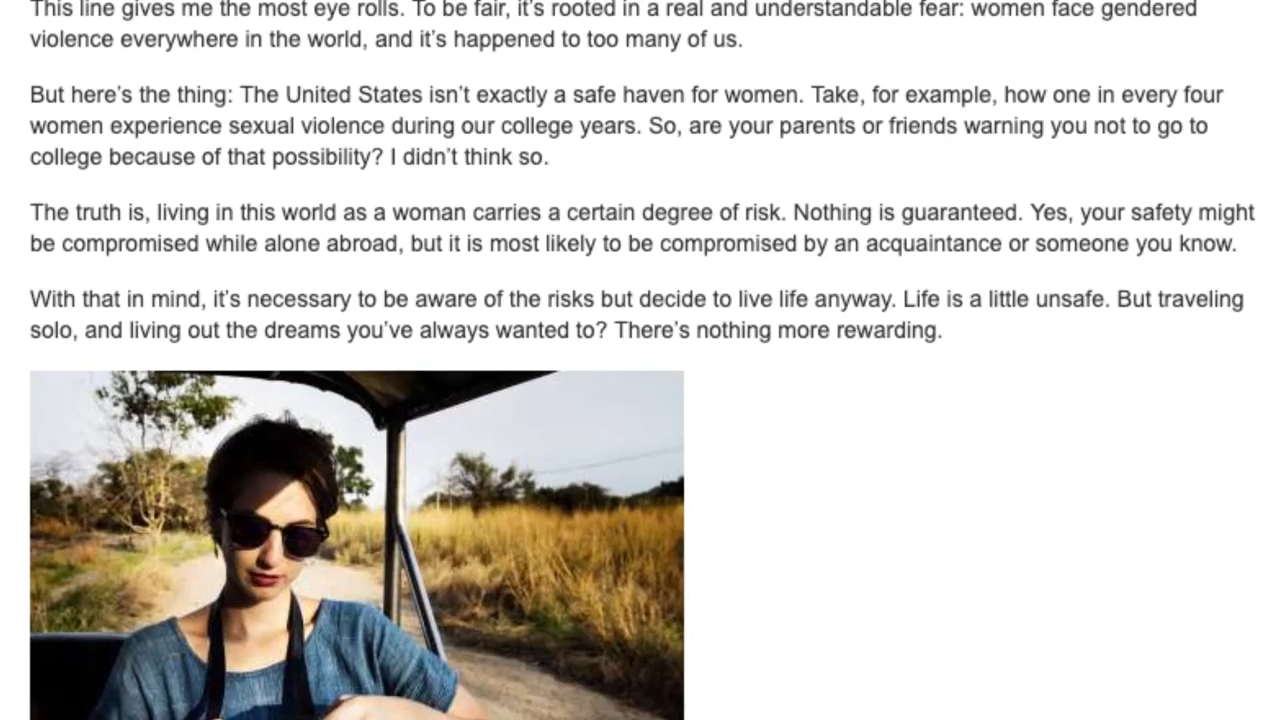 This line gives me the most eye rolls. To be fair, it’s rooted in a real and understandable fear: women face gendered
violence everywhere in the world, and it’s happened to too many of us.
But here’s the thing: The United States isn’t exactly a safe haven for women. Take, for example, how one in every four
women experience sexual violence during our college years. So, are your parents or friends warning you not to go to
college because of that possibility? I didn’t think so.
The truth is, living in this world as a woman carries a certain degree of risk. Nothing is guaranteed. Yes, your safety might
be compromised while alone abroad, but it is most likely to be compromised by an acquaintance or someone you know.
With that in mind, it’s necessary to be aware of the risks but decide to live life anyway. Life is a little unsafe. But traveling
solo, and living out the dreams you’ve always wanted to? There’s nothing more rewarding.